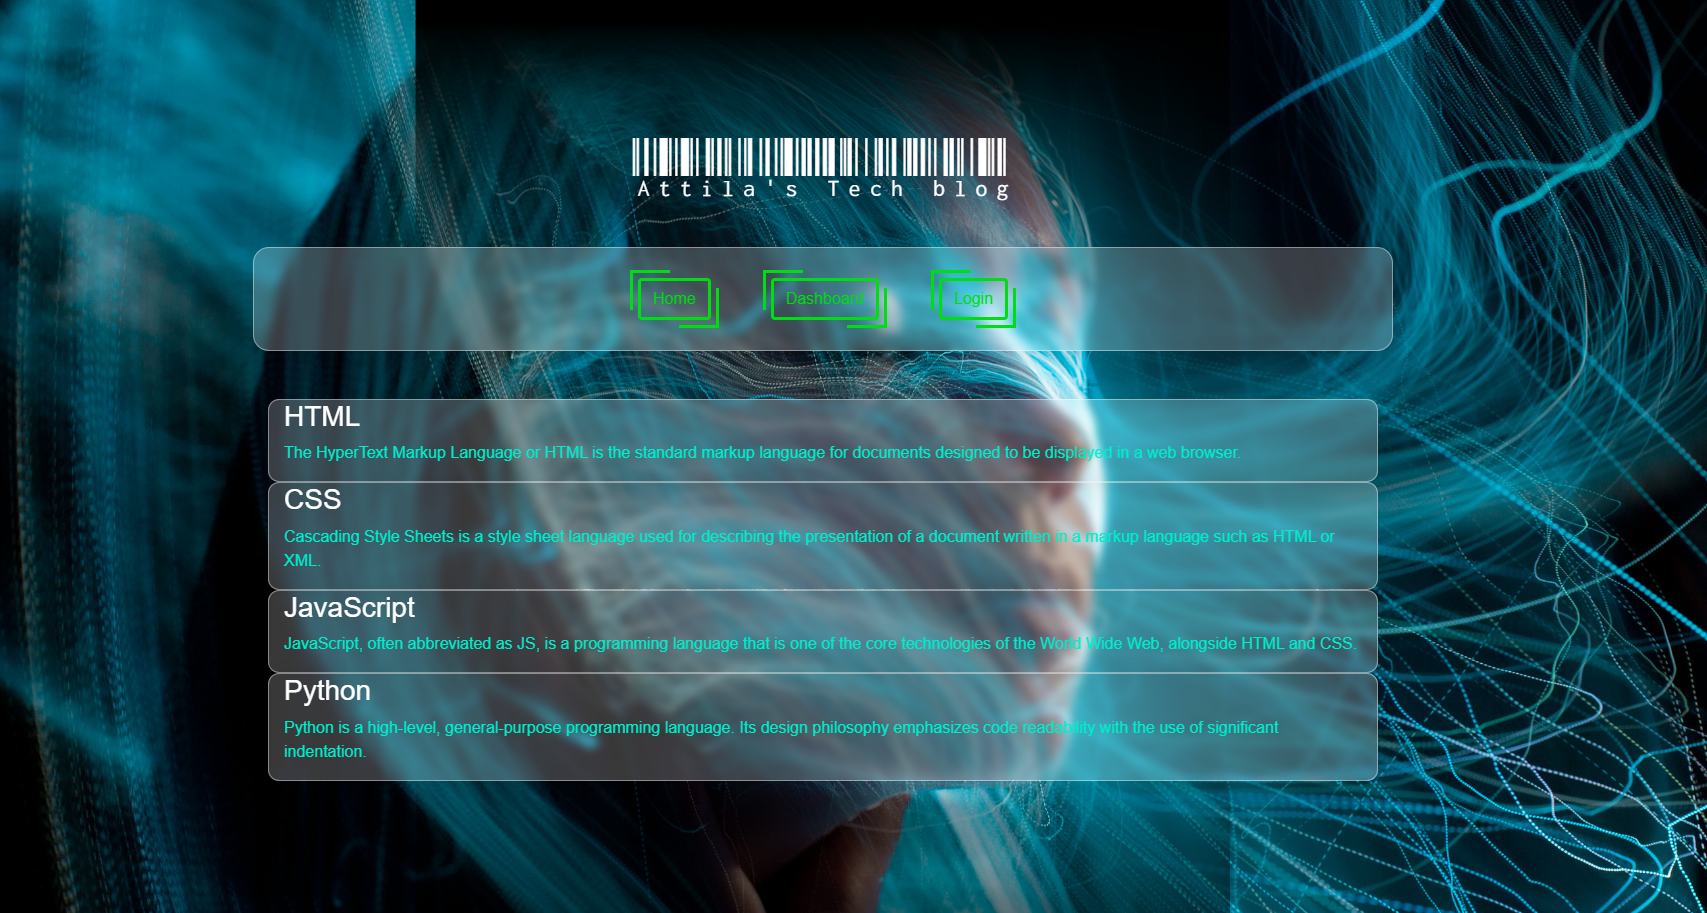 Attila's Tech blog
Home Dashboard Login
HTML
The HyperText Markup Language or HTML is the standard markup language for documents designed to be displayed in a web browser.
CSS
Cascading Style Sheets is a style sheet language used for describing the presentation of a document written in a markup language such as HTML or
XML.
JavaScript
JavaScript, often abbreviated as JS, is a programming language that is one of the core technologies of the World Wide Web, alongside HTML and CSS.
Python
Python is a high-level, general-purpose programming language. Its design philosophy emphasizes code readability with the use of significant
indentation.